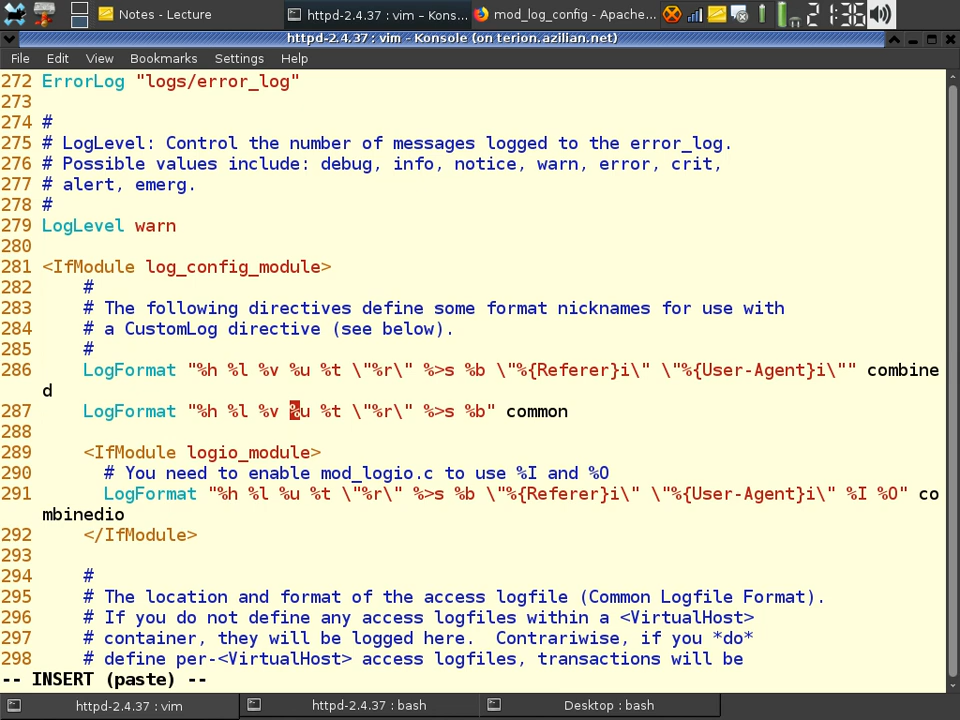 Notes - Lecture
httpd-2.4.37 : vim – Kons...
mod_log_config - Apache...
2 1:36
httpd-2.4.37 : vim - Konsole (on terion.azilian.net)
File Edit View Bookmarks Settings Help
272 ErrorLog "logs/error_log"
273
274 #
275 # LogLevel: Control the number of messages logged to the error_log.
276 # Possible values include: debug, info, notice, warn, error, crit,
277 # alert, emerg.
278 #
279 LogLevel warn
280
281 <IfModule log_config_module>
282     #
283     # The following directives define some format nicknames for use with
284     # a CustomLog directive (see below).
285     #
286     LogFormat "%h %l %v %u %t \"%r\" %>s %b \"%{Referer}i\" \"%{User-Agent}i\"" combine
d
287     LogFormat "%h %l %v %u %t \"%r\" %>s %b" common
288
289     <IfModule logio_module>
290       # You need to enable mod_logio.c to use %I and %O
291       LogFormat "%h %l %u %t \"%r\" %>s %b \"%{Referer}i\" \"%{User-Agent}i\" %I %O" co
mbinedio
292     </IfModule>
293
294     #
295     # The location and format of the access logfile (Common Logfile Format).
296     # If you do not define any access logfiles within a <VirtualHost>
297     # container, they will be logged here.  Contrariwise, if you *do*
298     # define per-<VirtualHost> access logfiles, transactions will be
-- INSERT (paste) --
httpd-2.4.37 : vim
httpd-2.4.37 : bash
Desktop : bash